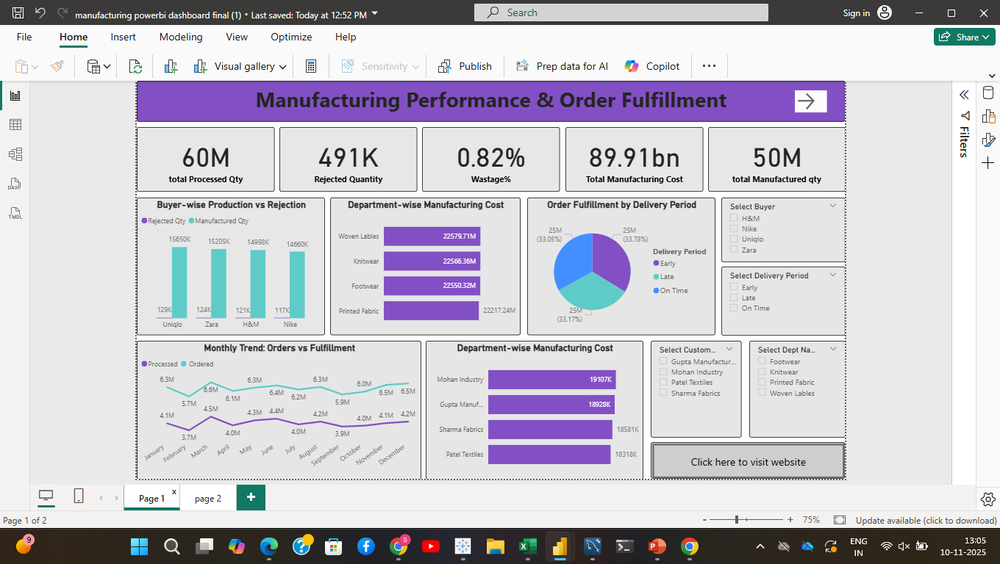 manufacturing powerbi dashboard final (1) • Last saved: Today at 12:52 PM
Search
Sign in
File
Home
Insert
Modeling
View
Optimize
Help
Share
Visual gallery
Sensitivity
Publish
Prep data for AI
Copilot
Manufacturing Performance & Order Fulfillment
60M
total Processed Qty
491K
Rejected Quantity
0.82%
Wastage%
89.91bn
Total Manufacturing Cost
50M
total Manufactured qty
Buyer-wise Production vs Rejection
Rejected Qty Manufactured Qty
15650K 15205K 14998K 14660K
129K 124K 121K 117K
Uniqlo Zara H&M Nike
Department-wise Manufacturing Cost
Woven Lables 22579.71M
Knitwear 22566.36M
Footwear 22550.32M
Printed Fabric 22217.24M
Order Fulfillment by Delivery Period
25M
(33.05%)
25M
(33.78%)
25M
(33.17%)
Delivery Period
Early
Late
On Time
Select Buyer
H&M
Nike
Uniqlo
Zara
Select Delivery Period
Early
Late
On Time
Monthly Trend: Orders vs Fulfillment
Processed Ordered
6.3M 5.7M 6.6M 6.1M 6.3M 6.4M 6.2M 6.3M 5.9M 6.0M 6.5M 6.5M
4.1M 3.7M 4.5M 4.0M 4.3M 4.4M 4.0M 4.2M 3.9M 4.0M 4.1M 4.2M
January February March April May June July August September October November December
Department-wise Manufacturing Cost
Mohan Industry 19107K
Gupta Manuf... 18928K
Sharma Fabrics 18581K
Patel Textiles 18318K
Select Custom...
Gupta Manufactur...
Mohan Industry
Patel Textiles
Sharma Fabrics
Select Dept Na...
Footwear
Knitwear
Printed Fabric
Woven Lables
Click here to visit website
Filters
DAX
TMDL
Page 1
x
page 2
+
Page 1 of 2
- + 75%
Update available (click to download)
9
S
ENG
IN
13:05
10-11-2025